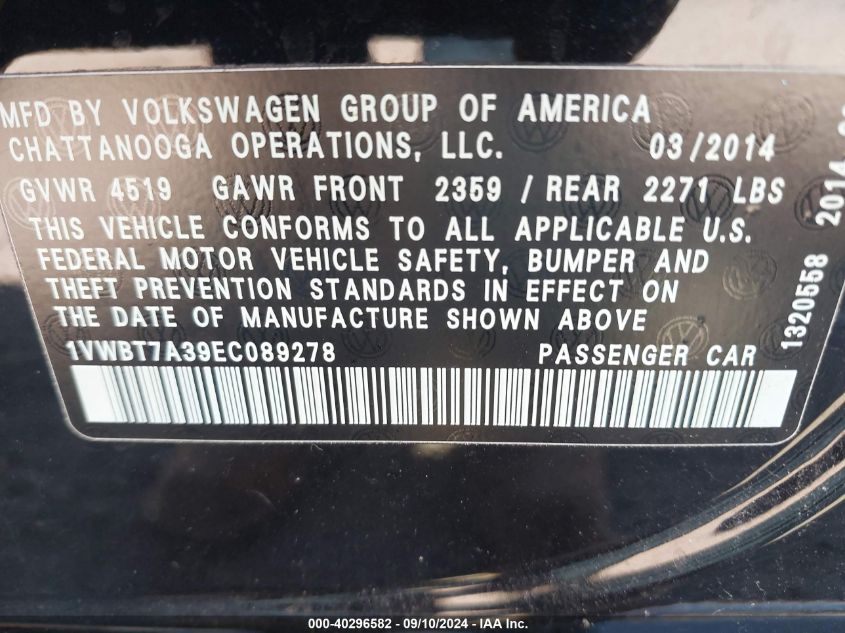 MFD BY VOLKSWAGEN GROUP OF AMERICA
CHATTANOOGA OPERATIONS, LLC. 03/2014
GVWR 4519 GAWR FRONT 2359 / REAR 2271 LBS
THIS VEHICLE CONFORMS TO ALL APPLICABLE U.S.
FEDERAL MOTOR VEHICLE SAFETY, BUMPER AND
THEFT PREVENTION STANDARDS IN EFFECT ON
THE DATE OF MANUFACTURE SHOWN ABOVE
1VWBT7A39EC089278 PASSENGER CAR
1320558 2014
000-40296582 - 09/10/2024 - IAA Inc.